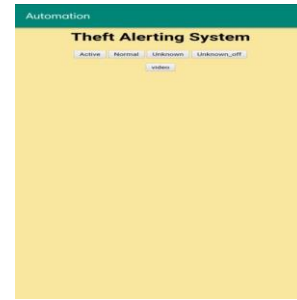 Automation
Theft Alerting System
Active Normal Unknown Unknown_off
video